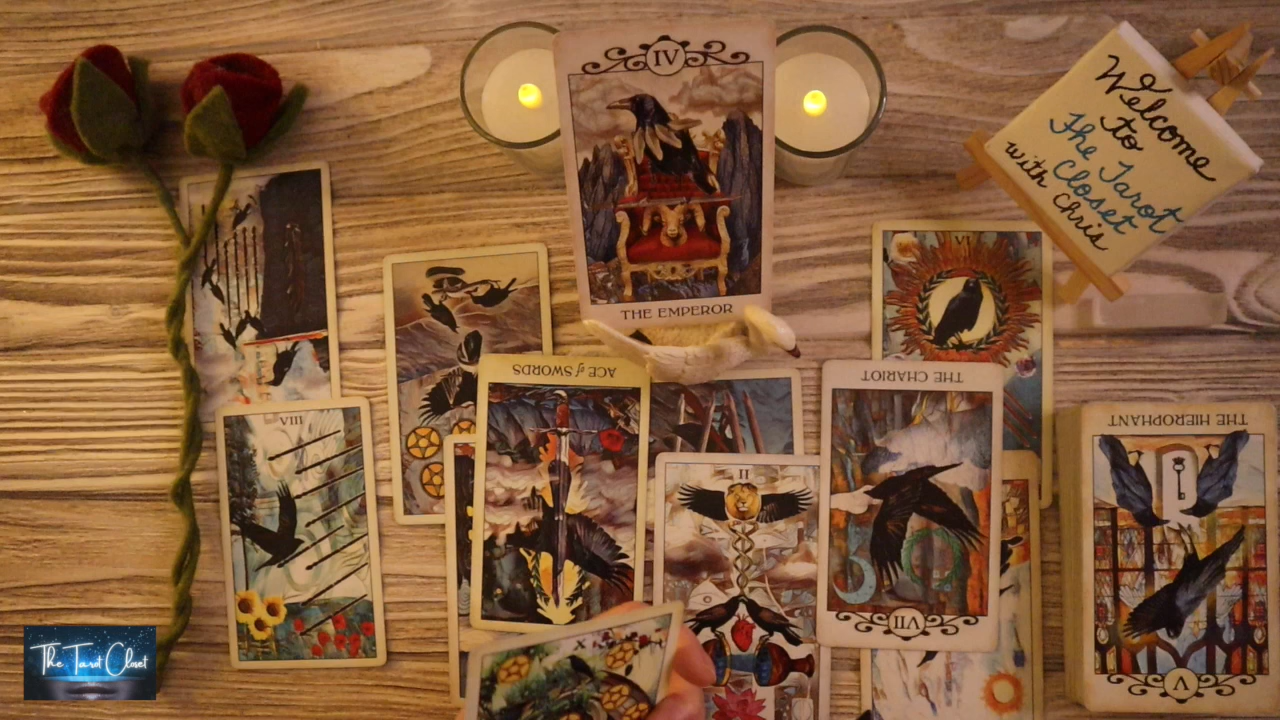 IV
THE EMPEROR
Welcome
to
The Tarot
Closet
with Chris
VI
ACE of SWORDS
THE CHARIOT
VII
THE HIEROPHANT
V
VIII
II
X
The Tarot Closet